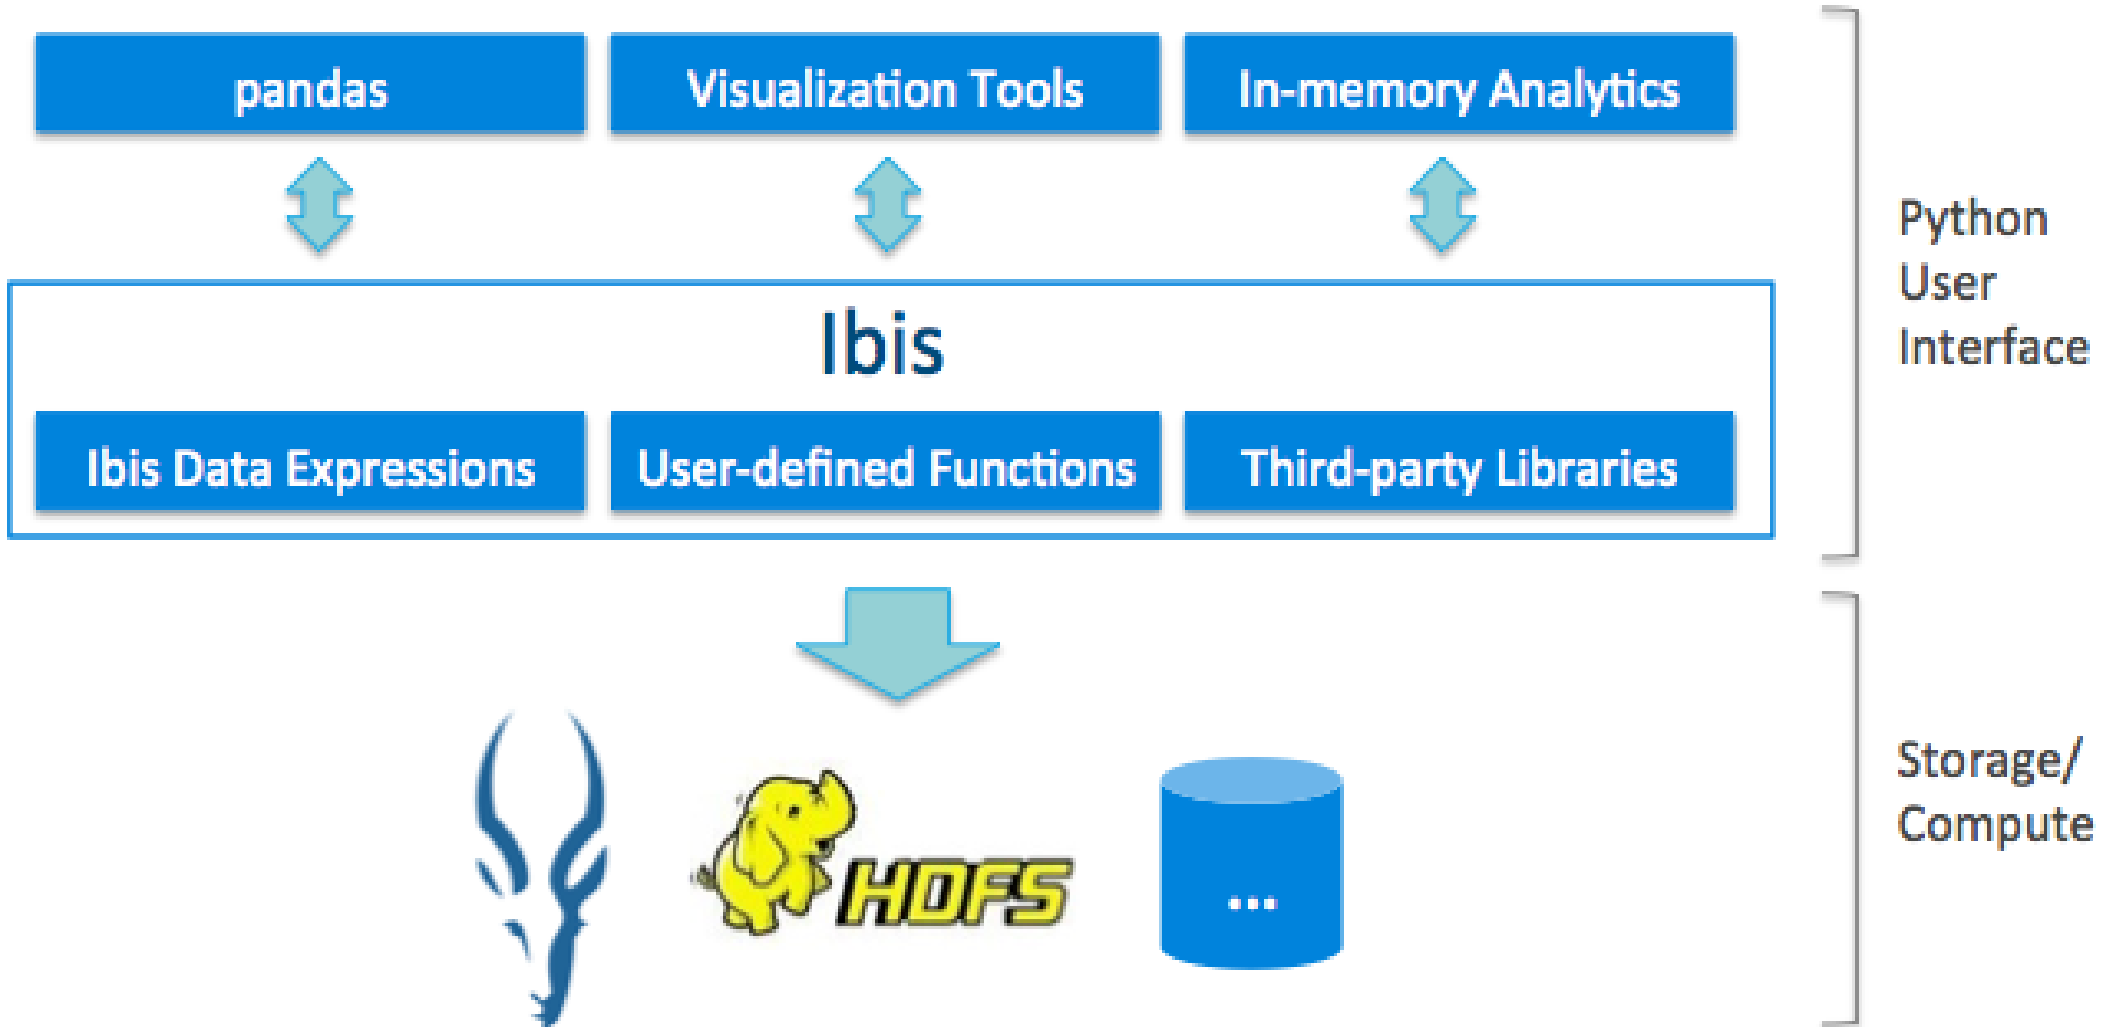 pandas
Visualization Tools
In-memory Analytics
Python
User
Interface
Ibis
Ibis Data Expressions
User-defined Functions
Third-party Libraries
Storage/
Compute
HDFS
...